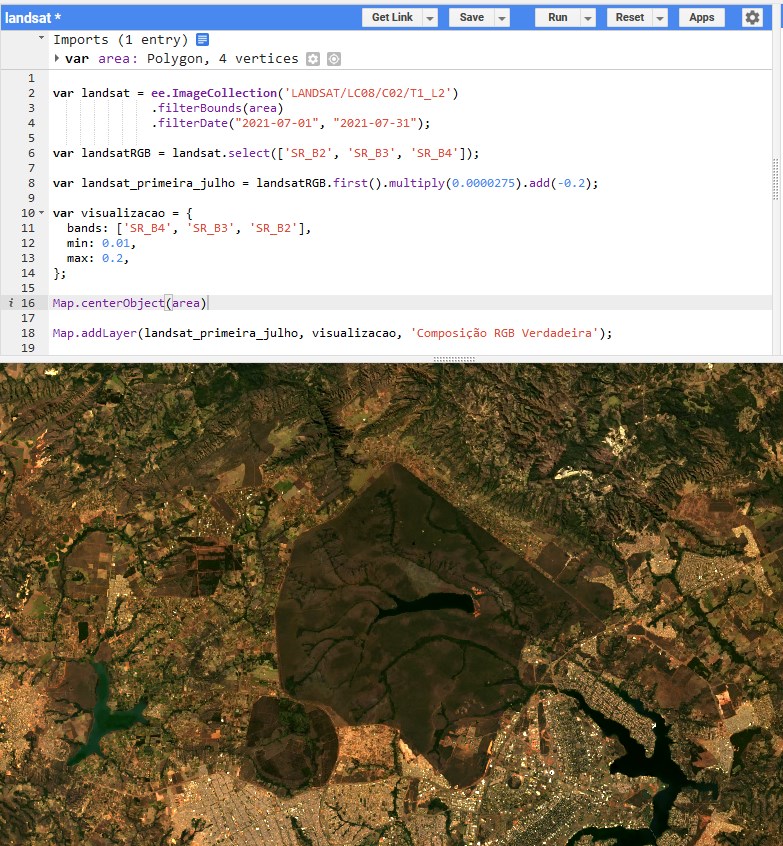 landsat *
Get Link Save Run Reset Apps
Imports (1 entry)
var area: Polygon, 4 vertices
1
2 var landsat = ee.ImageCollection('LANDSAT/LC08/C02/T1_L2')
3 .filterBounds(area)
4 .filterDate("2021-07-01", "2021-07-31");
5
6 var landsatRGB = landsat.select(['SR_B2', 'SR_B3', 'SR_B4']);
7
8 var landsat_primeira_julho = landsatRGB.first().multiply(0.0000275).add(-0.2);
9
10 var visualizacao = {
11 bands: ['SR_B4', 'SR_B3', 'SR_B2'],
12 min: 0.01,
13 max: 0.2,
14 };
15
i 16 Map.centerObject(area)
17
18 Map.addLayer(landsat_primeira_julho, visualizacao, 'Composição RGB Verdadeira');
19